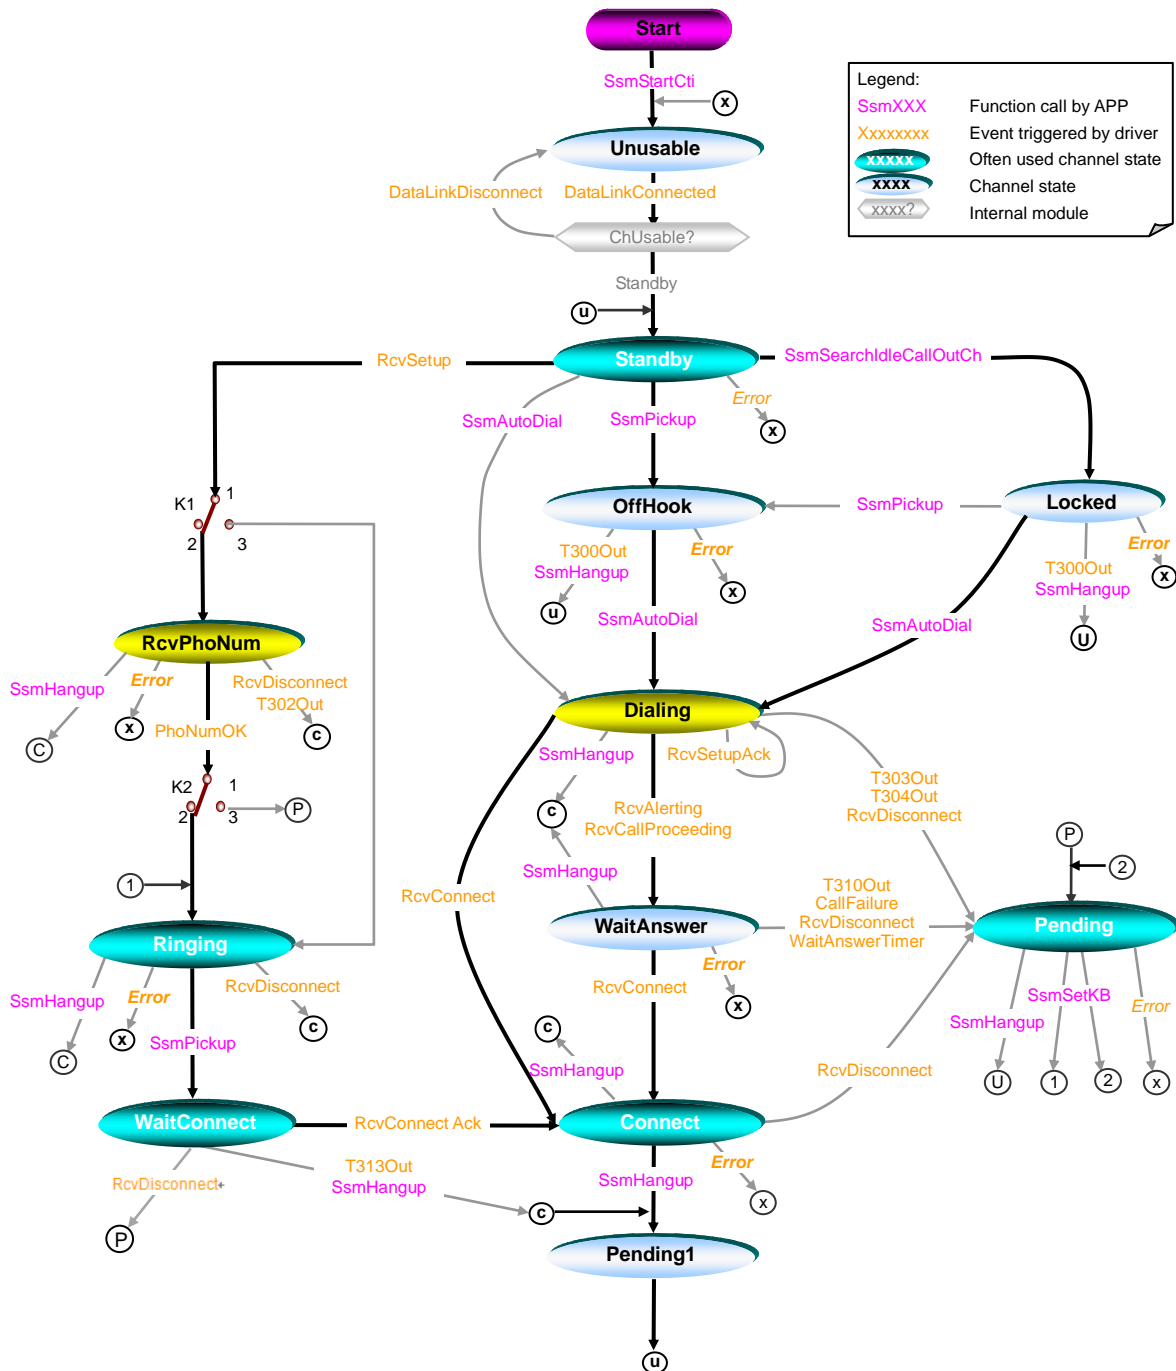 Start
SsmStartCti
x
Legend:
SsmXXX Function call by APP
Xxxxxxxx Event triggered by driver
xxxxx Often used channel state
xxxx Channel state
xxxx? Internal module
Unusable
DataLinkDisconnect
DataLinkConnected
ChUsable?
Standby
u
RcvSetup
Standby
SsmSearchIdleCallOutCh
SsmAutoDial
SsmPickup
Error
x
K1
1
2
3
OffHook
SsmPickup
Locked
T300Out
SsmHangup
u
Error
x
T300Out
SsmHangup
U
Error
x
SsmAutoDial
SsmAutoDial
RcvPhoNum
SsmHangup
C
Error
x
RcvDisconnect
T302Out
c
PhoNumOK
Dialing
SsmHangup
c
RcvSetupAck
T303Out
T304Out
RcvDisconnect
K2
1
2
3
P
RcvAlerting
RcvCallProceeding
SsmHangup
P
2
1
RcvConnect
T310Out
CallFailure
RcvDisconnect
WaitAnswerTimer
Ringing
WaitAnswer
Pending
SsmHangup
C
Error
x
RcvDisconnect
c
RcvConnect
Error
x
SsmHangup
SsmSetKB
Error
U
1
2
x
SsmPickup
c
SsmHangup
RcvDisconnect
WaitConnect
RcvConnect Ack
Connect
RcvDisconnect
P
T313Out
SsmHangup
c
SsmHangup
Error
x
Pending1
u